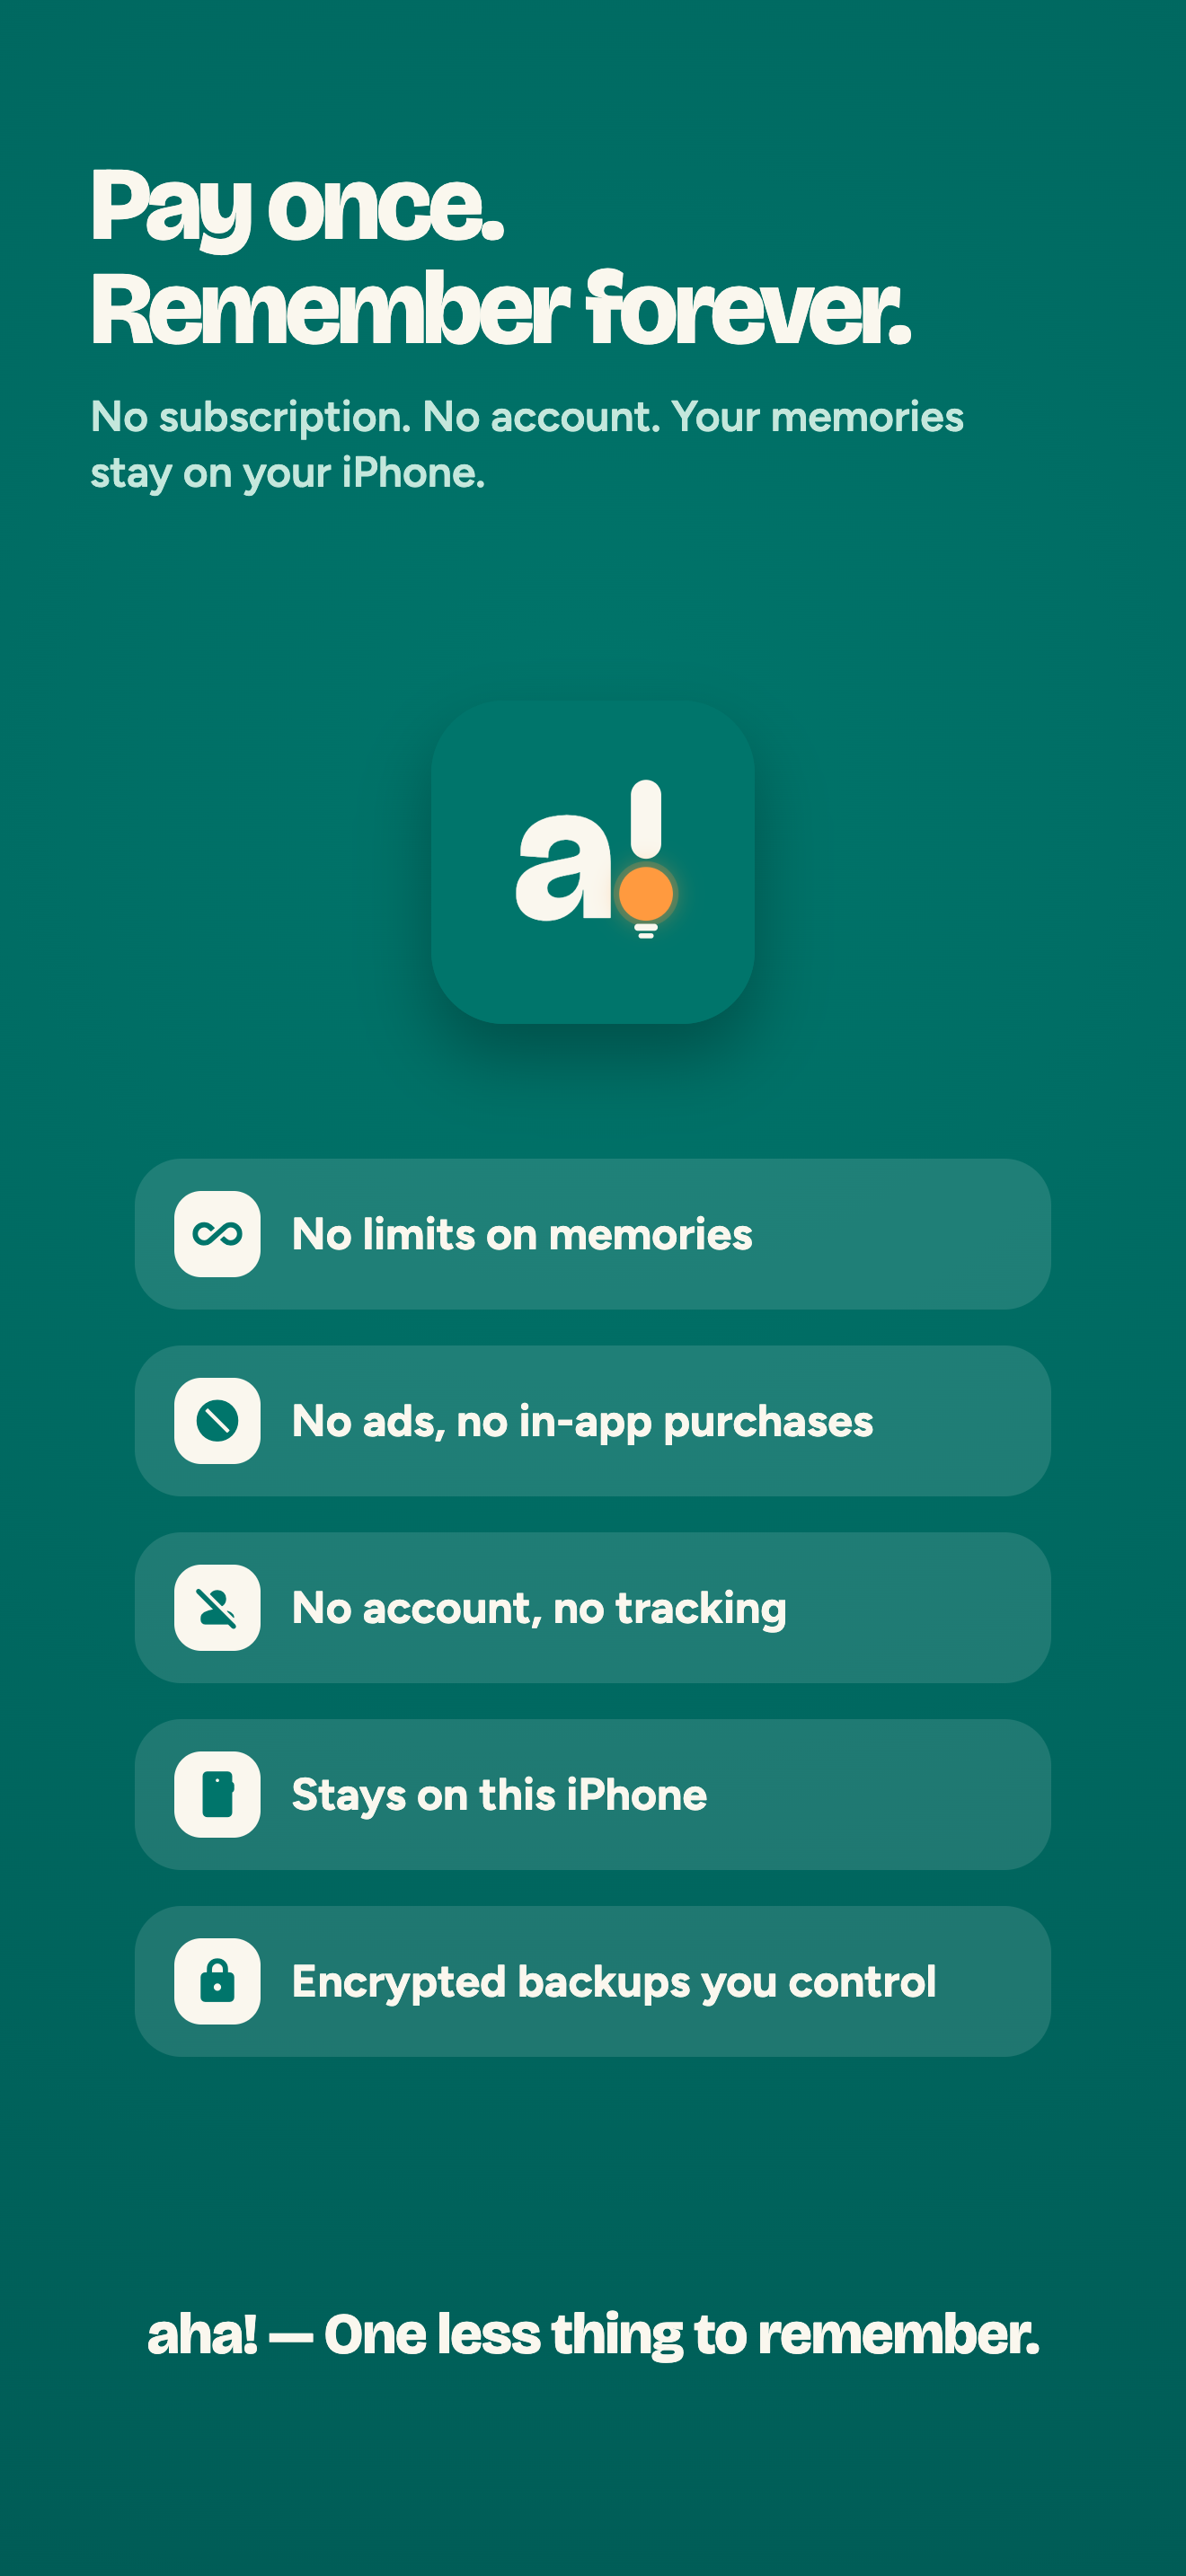 Pay once.
Remember forever.
No subscription. No account. Your memories
stay on your iPhone.
a!
No limits on memories
No ads, no in-app purchases
No account, no tracking
Stays on this iPhone
Encrypted backups you control
aha! — One less thing to remember.